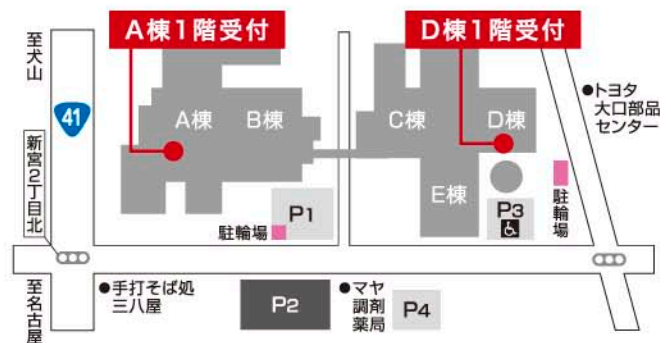 A棟1階受付
D棟1階受付
至犬山
41
新宮2丁目北
至名古屋
A棟
B棟
C棟
D棟
E棟
●トヨタ
大口部品
センター
P1
駐輪場
P3
駐輪場
●手打そば処
三八屋
P2
●マヤ
調剤
薬局
P4